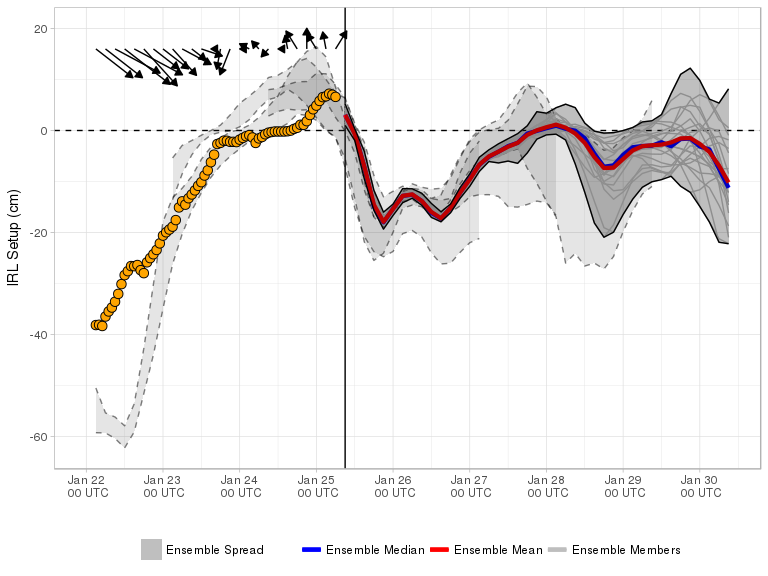 20
0
-20
-40
-60
IRL Setup (cm)
Jan 22 Jan 23 Jan 24 Jan 25 Jan 26 Jan 27 Jan 28 Jan 29 Jan 30
00 UTC 00 UTC 00 UTC 00 UTC 00 UTC 00 UTC 00 UTC 00 UTC 00 UTC
Ensemble Spread Ensemble Median Ensemble Mean Ensemble Members